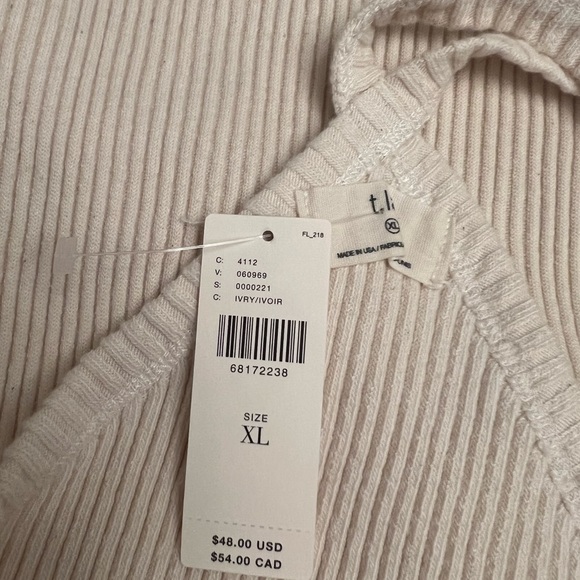 FL_218
C: 4112
V: 060969
S: 0000221
C: IVRY/IVOIR
68172238
SIZE
XL
$48.00 USD
$54.00 CAD
t.l
XL
MADE IN USA / FABRIQ